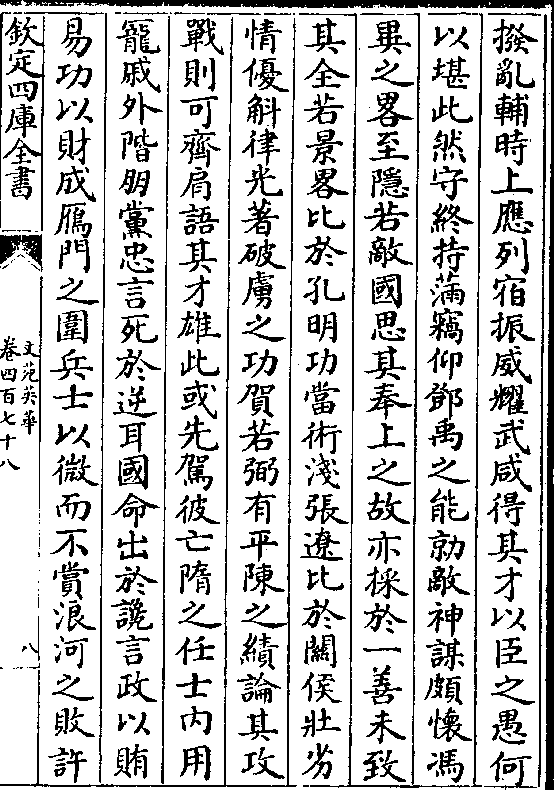 撥亂輔時上應列宿振威耀武咸得其才以臣之愚何
以堪此然守終持滿竊仰鄧禹之能勍敵神謀頗懷馮
異之畧至隱若敵國思其奉上之故亦採於一善未致
其全若景畧比於孔明功當術淺張遼比於關侯壯劣
情優斛律光著破虜之功賀若弼有平陳之績論其攻
戰則可齊肩語其才雄此或先駕彼亡隋之任士内用
寵戚外階朋黨忠言死於逆耳國命出於讒言政以賄
易功以財成鴈門之圍兵士以微而不賞浪河之敗許
欽定四庫全書
文苑英華
卷四百七十八
八